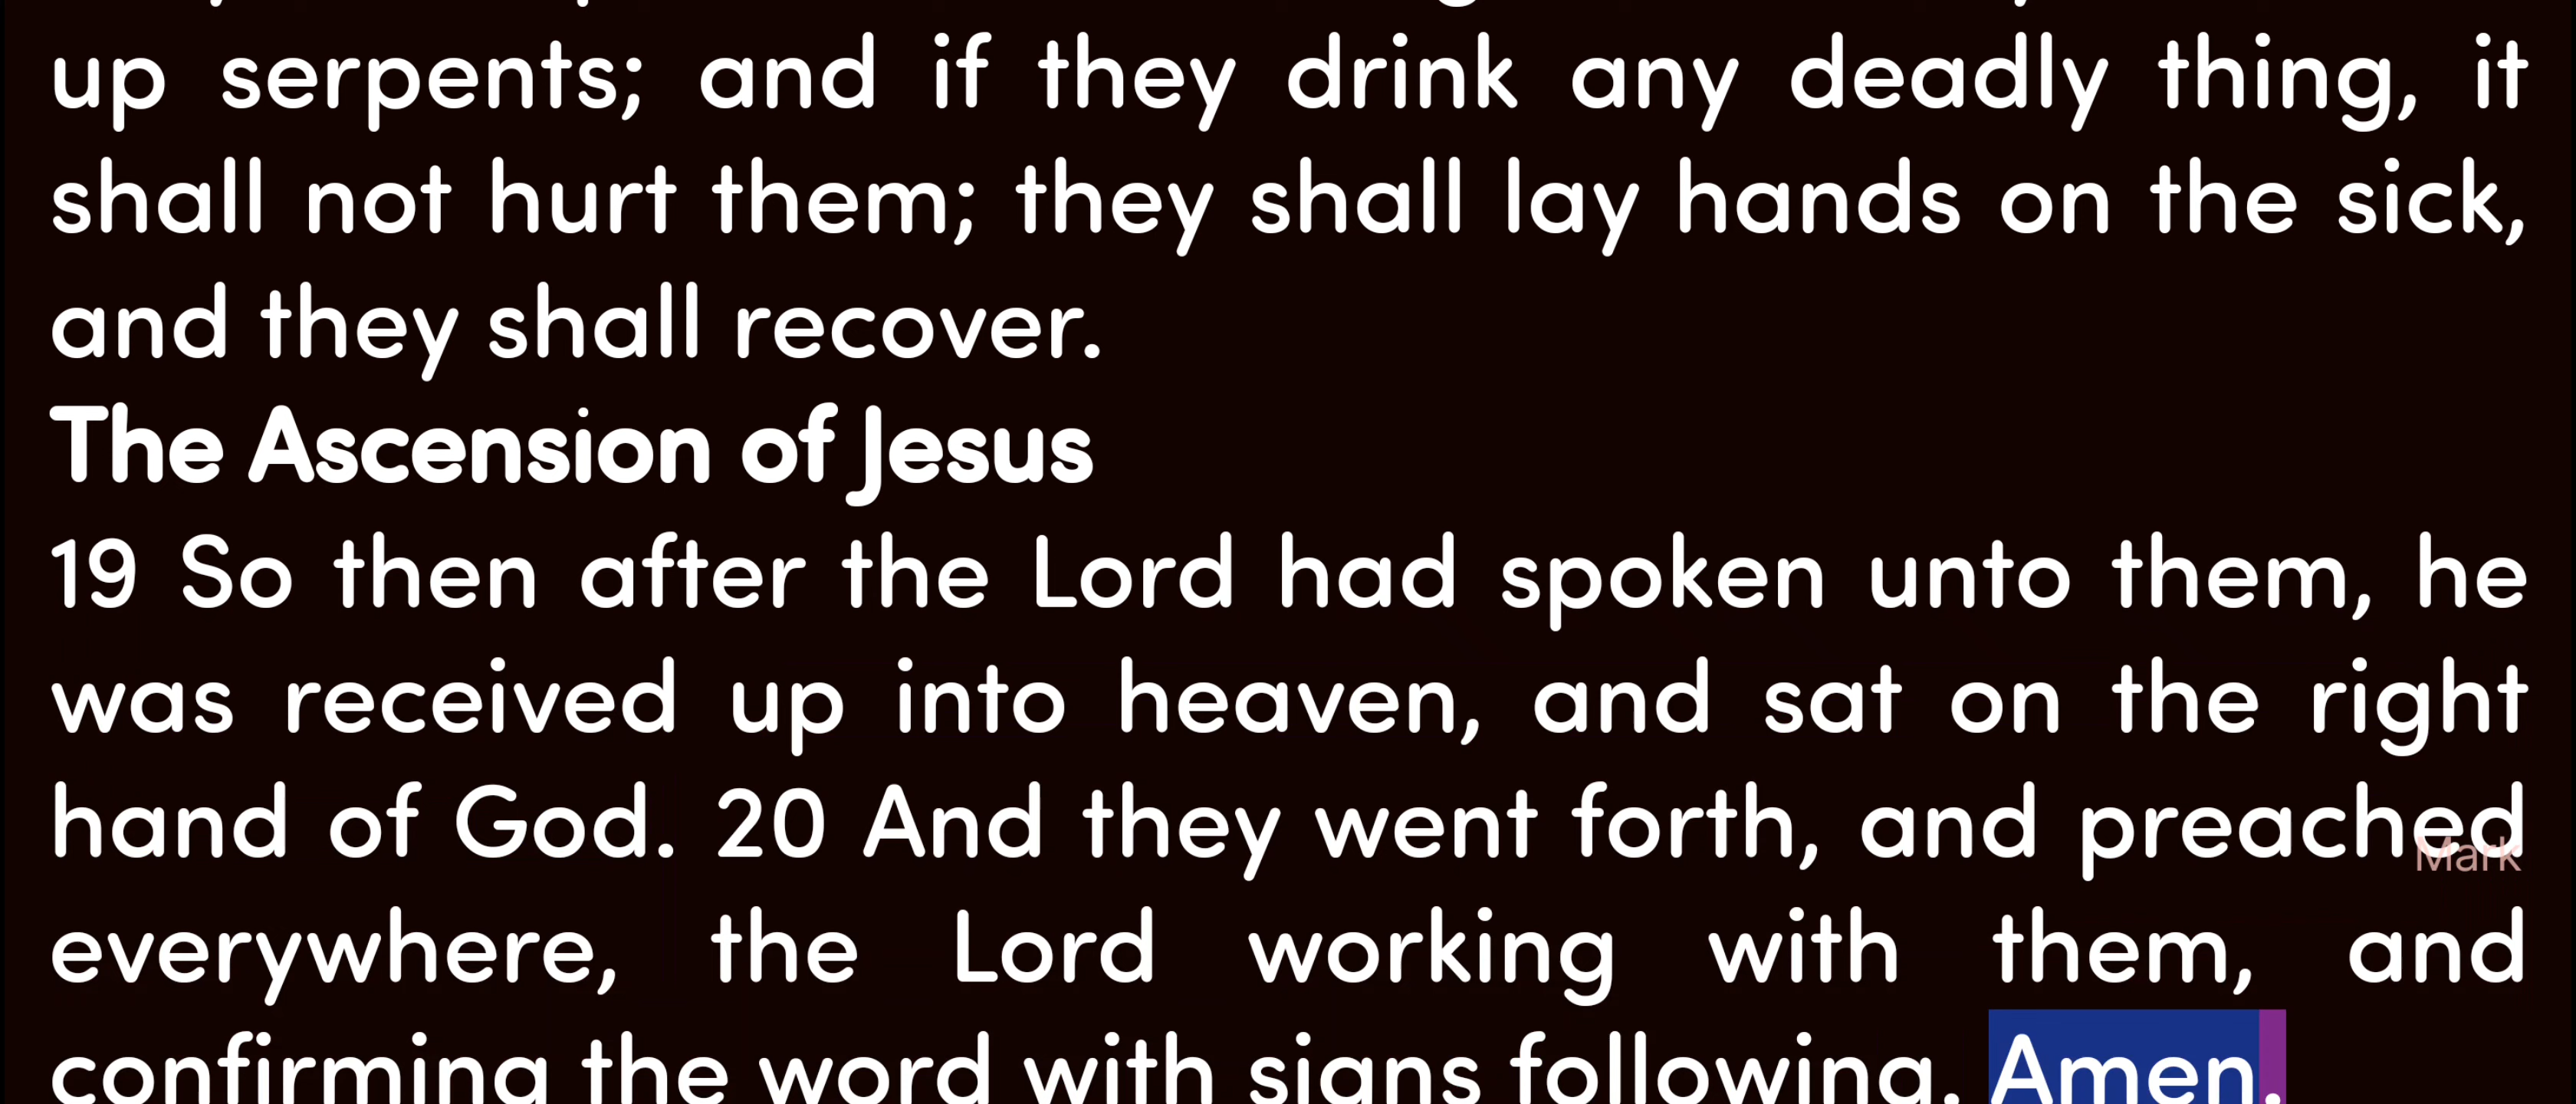 up serpents; and if they drink any deadly thing, it
shall not hurt them; they shall lay hands on the sick,
and they shall recover.
The Ascension of Jesus
19 So then after the Lord had spoken unto them, he
was received up into heaven, and sat on the right
hand of God. 20 And they went forth, and preached
Mark
everywhere, the Lord working with them, and
confirming the word with signs following. Amen.